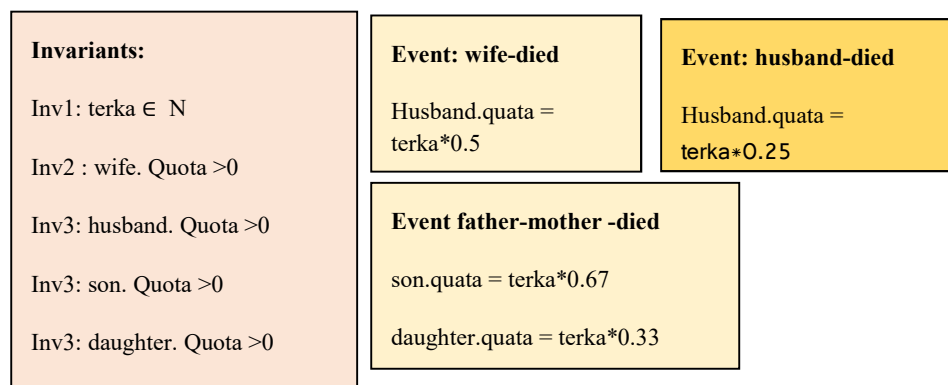 Invariants:
Inv1: terka ∈ N
Inv2 : wife. Quota >0
Inv3: husband. Quota >0
Inv3: son. Quota >0
Inv3: daughter. Quota >0
Event: wife-died
Husband.quata =
terka*0.5
Event: husband-died
Husband.quata =
terka*0.25
Event father-mother -died
son.quata = terka*0.67
daughter.quata = terka*0.33